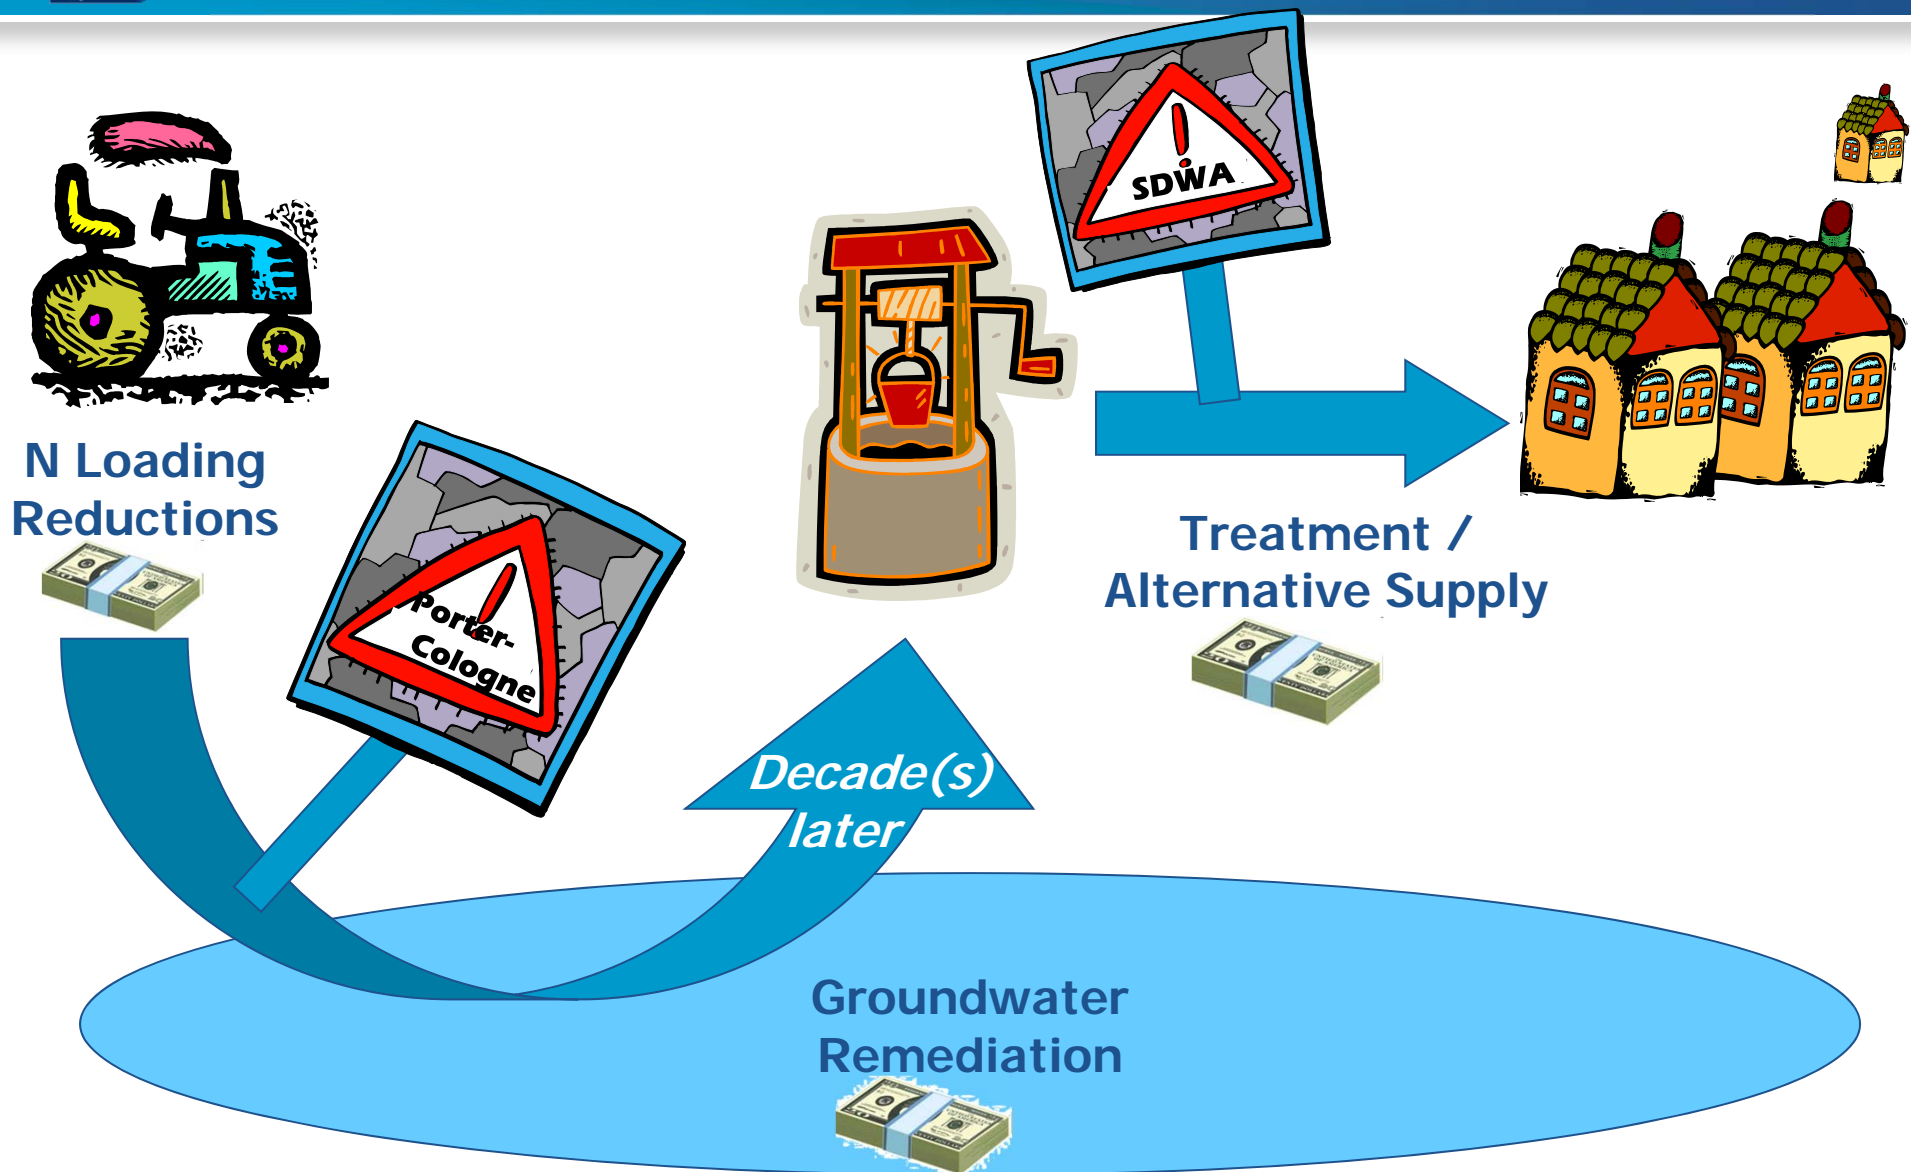 SDWA
N Loading
Reductions
Porter-
Cologne
Treatment /
Alternative Supply
Decade(s)
later
Groundwater
Remediation